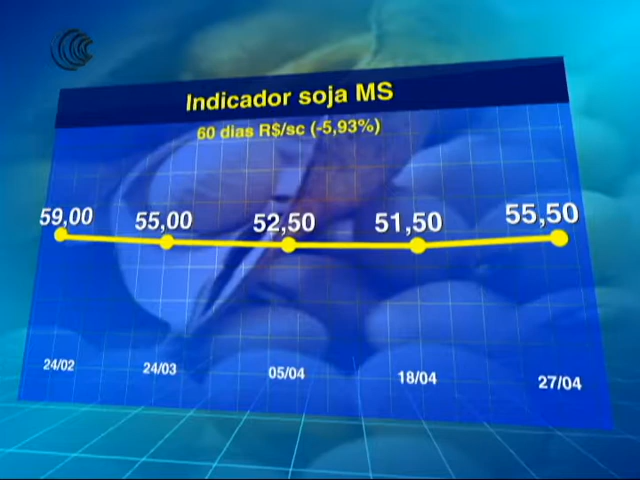 Indicador soja MS
60 dias R$/sc (-5,93%)
59,00 55,00 52,50 51,50 55,50
24/02 24/03 05/04 18/04 27/04